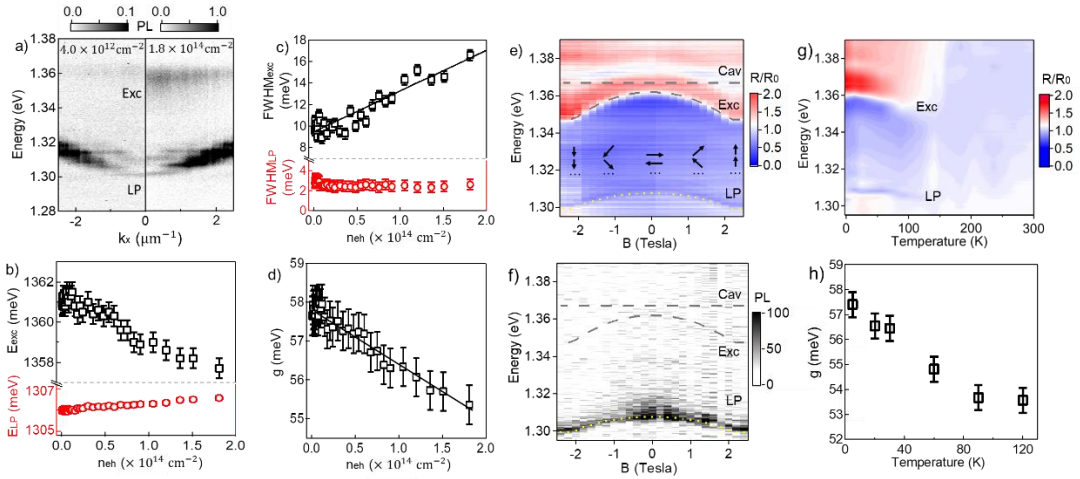 0.0 PL 0.1 0.0 1.0
a)
4.0 × 10¹²cm⁻² 1.8 × 10¹⁴cm⁻²
1.38
1.36
1.34
1.32
1.30
1.28
Energy (eV)
Exc
LP
-2 0 2
kₓ (μm⁻¹)
b)
1362
1360
1358
1307
1305
E_exc (meV)
E_LP (meV)
0.0 0.5 1.0 1.5 2.0
n_eh (× 10¹⁴ cm⁻²)
c)
18
16
14
12
10
8
4
2
0
FWHM_exc
(meV)
FWHM_LP
(meV)
0.0 0.5 1.0 1.5 2.0
n_eh (× 10¹⁴ cm⁻²)
d)
59
58
57
56
55
g (meV)
0.0 0.5 1.0 1.5 2.0
n_eh (× 10¹⁴ cm⁻²)
e)
1.38
1.36
1.34
1.32
1.30
Energy (eV)
Cav
Exc
LP
... ... ... ... ...
-2 -1 0 1 2
B (Tesla)
R/R₀
2.0
1.5
1.0
0.5
0.0
f)
1.38
1.36
1.34
1.32
1.30
Energy (eV)
Cav
Exc
LP
-2 -1 0 1 2
B (Tesla)
PL
100
50
0
g)
1.38
1.36
1.34
1.32
1.30
Energy (eV)
Exc
LP
0 100 200 300
Temperature (K)
R/R₀
2.0
1.5
1.0
0.5
0.0
h)
59
58
57
56
55
54
53
52
g (meV)
0 40 80 120
Temperature (K)